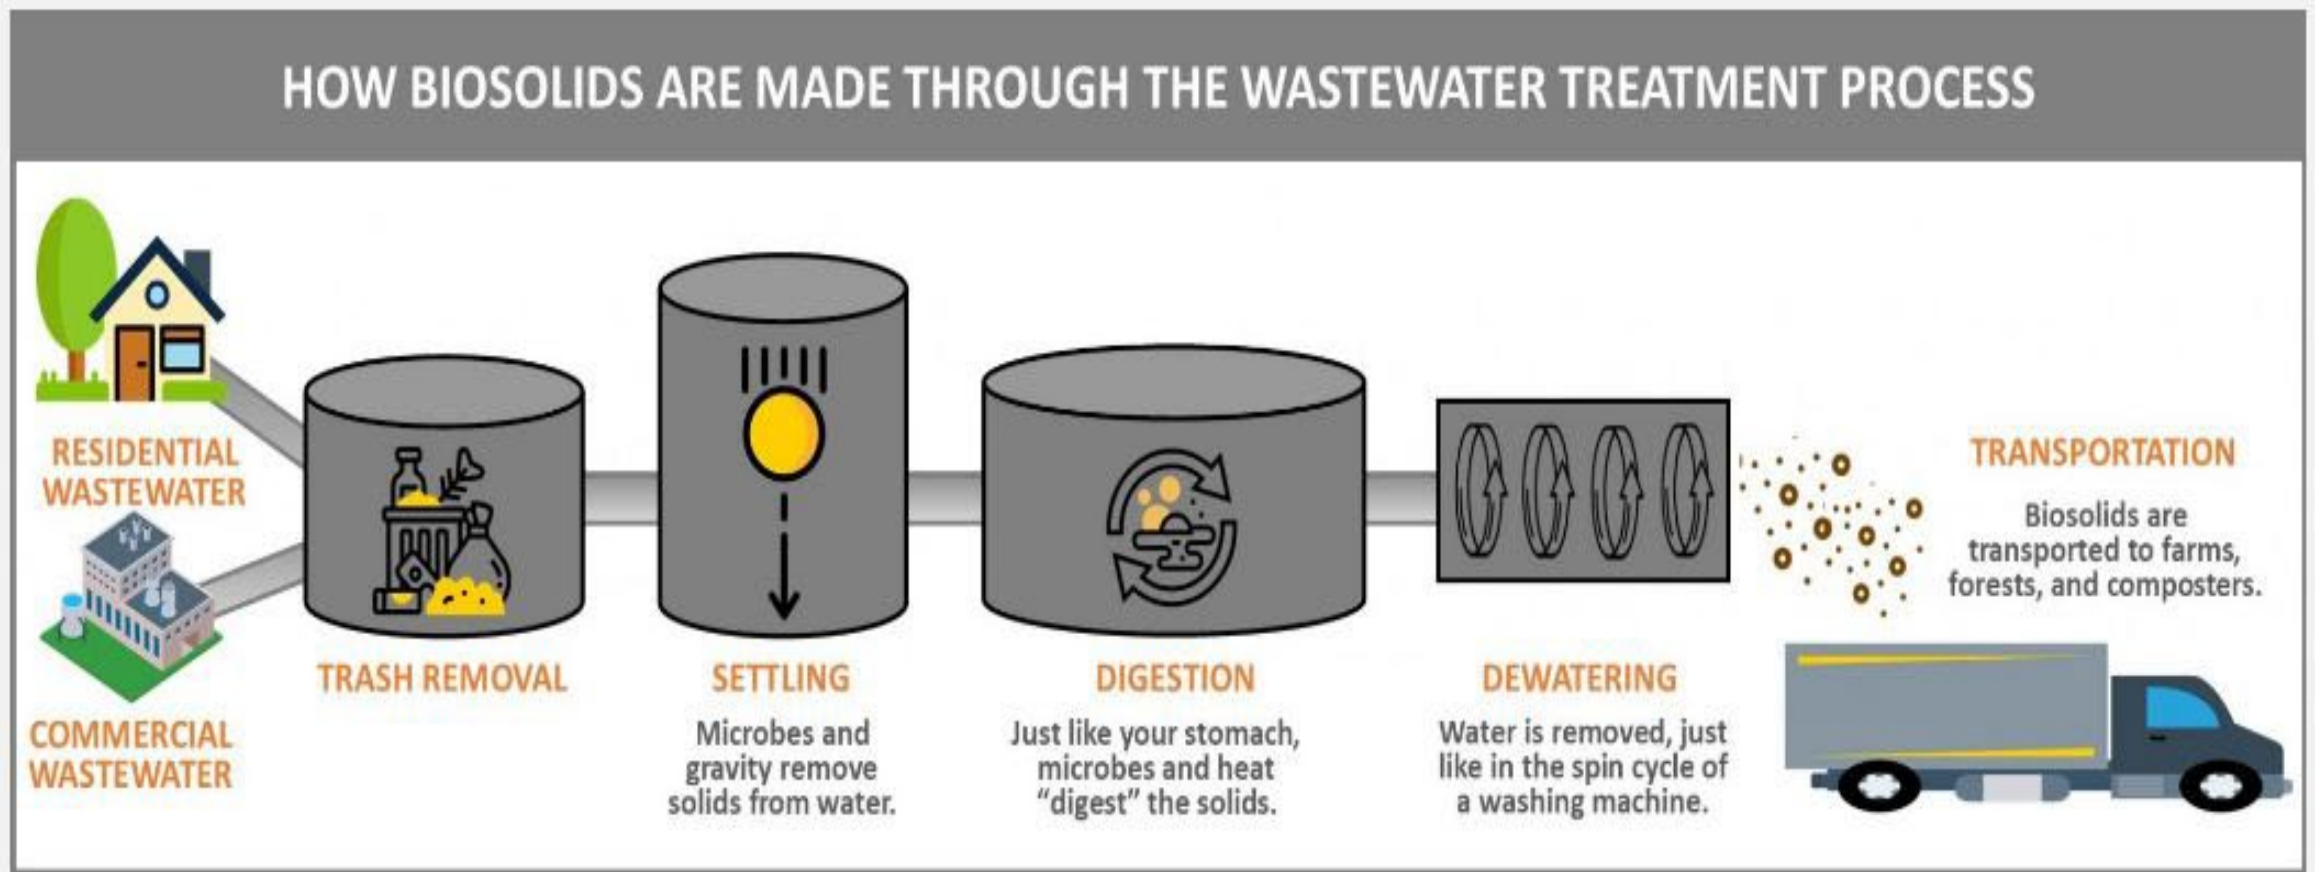 HOW BIOSOLIDS ARE MADE THROUGH THE WASTEWATER TREATMENT PROCESS
RESIDENTIAL
WASTEWATER
COMMERCIAL
WASTEWATER
TRASH REMOVAL
SETTLING
Microbes and
gravity remove
solids from water.
DIGESTION
Just like your stomach,
microbes and heat
“digest” the solids.
DEWATERING
Water is removed, just
like in the spin cycle of
a washing machine.
TRANSPORTATION
Biosolids are
transported to farms,
forests, and composters.